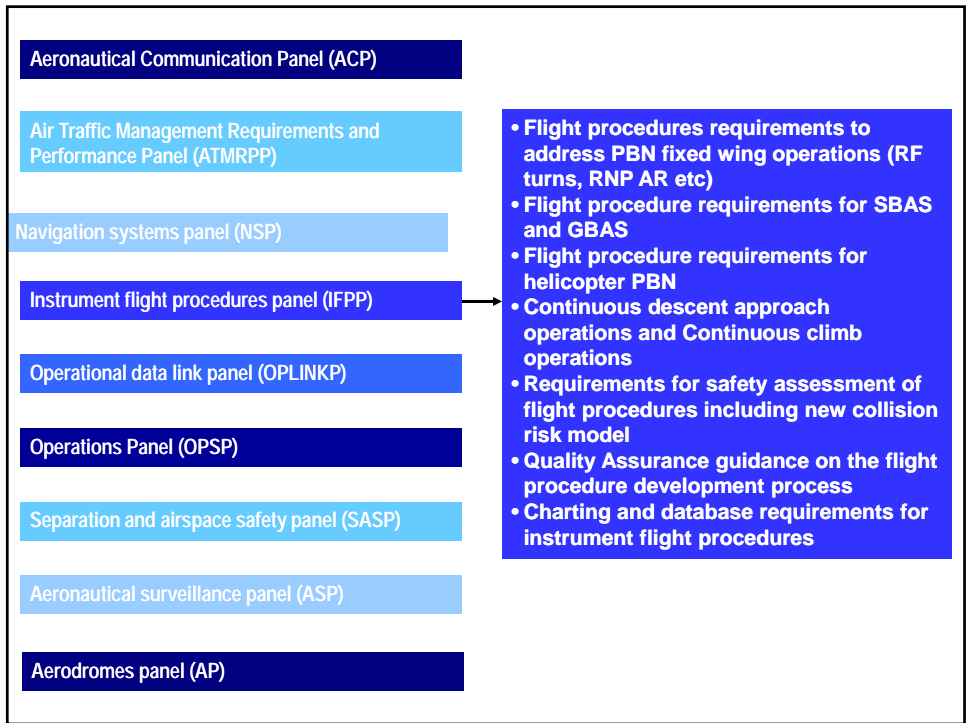 Aeronautical Communication Panel (ACP)
Air Traffic Management Requirements and
Performance Panel (ATMRPP)
Navigation systems panel (NSP)
Instrument flight procedures panel (IFPP)
Operational data link panel (OPLINKP)
Operations Panel (OPSP)
Separation and airspace safety panel (SASP)
Aeronautical surveillance panel (ASP)
Aerodromes panel (AP)
• Flight procedures requirements to
address PBN fixed wing operations (RF
turns, RNP AR etc)
• Flight procedure requirements for SBAS
and GBAS
• Flight procedure requirements for
helicopter PBN
• Continuous descent approach
operations and Continuous climb
operations
• Requirements for safety assessment of
flight procedures including new collision
risk model
• Quality Assurance guidance on the flight
procedure development process
• Charting and database requirements for
instrument flight procedures